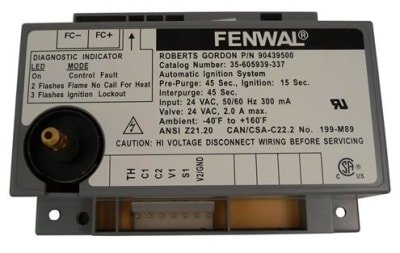 FC- FC+
FENWAL®
DIAGNOSTIC INDICATOR
LED MODE
On Control Fault
2 Flashes Flame No Call For Heat
3 Flashes Ignition Lockout
ROBERTS GORDON P/N 90439500
Catalog Number: 35-605939-337
Automatic Ignition System
Pre-Purge: 45 Sec., Ignition: 15 Sec.
Interpurge: 45 Sec.
Input: 24 VAC, 50/60 Hz 300 mA
Valve: 24 VAC, 2.0 A max.
Ambient: -40°F to +160°F
ANSI Z21.20 CAN/CSA-C22.2 No. 199-M89
CAUTION: HI VOLTAGE DISCONNECT WIRING BEFORE SERVICING
TH
C1
C2
V1
S1
V2/GND
C US